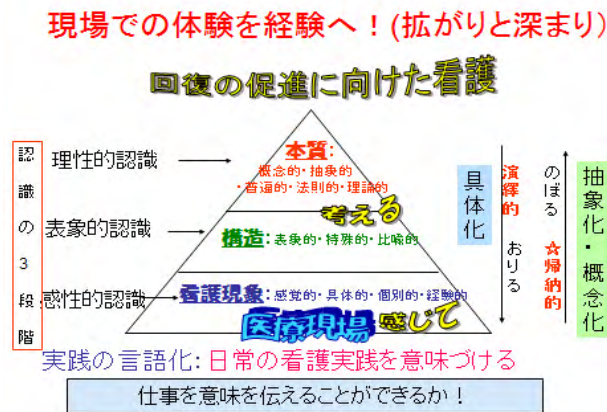 現場での体験を経験へ！(拡がりと深まり)
回復の促進に向けた看護
認識の3段階
理性的認識
表象的認識
感性的認識
本質:
概念的・抽象的
・普遍的・法則的・理論的
考える
構造:表象的・特殊的・比喩的
看護現象:感覚的・具体的・個別的・経験的
医療現場 感じて
具体化
演繹的
おりる
のぼる
☆帰納的
抽象化・概念化
実践の言語化:日常の看護実践を意味づける
仕事を意味を伝えることができるか！